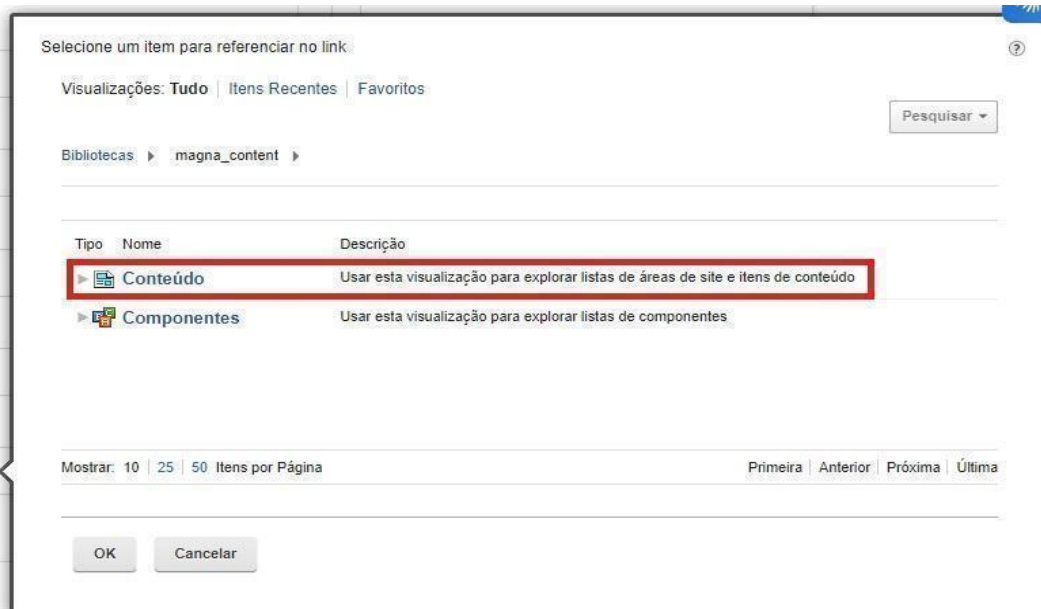 Selecione um item para referenciar no link
Visualizações: Tudo | Itens Recentes | Favoritos
Pesquisar
Bibliotecas magna_content
Tipo Nome Descrição
Conteúdo Usar esta visualização para explorar listas de áreas de site e itens de conteúdo
Componentes Usar esta visualização para explorar listas de componentes
Mostrar: 10 | 25 | 50 Itens por Página Primeira | Anterior | Próxima | Última
OK Cancelar